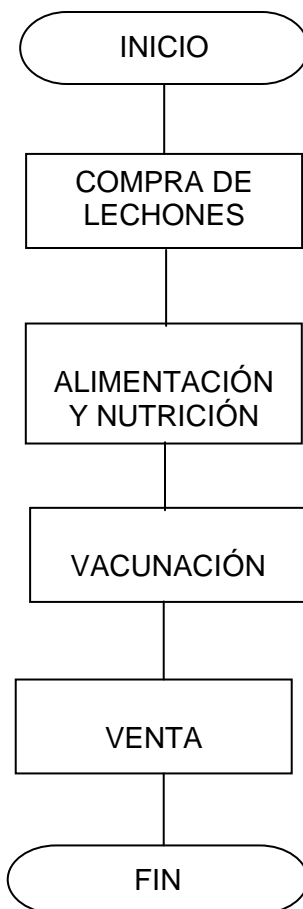 INICIO
COMPRA DE
LECHONES
ALIMENTACIÓN
Y NUTRICIÓN
VACUNACIÓN
VENTA
FIN